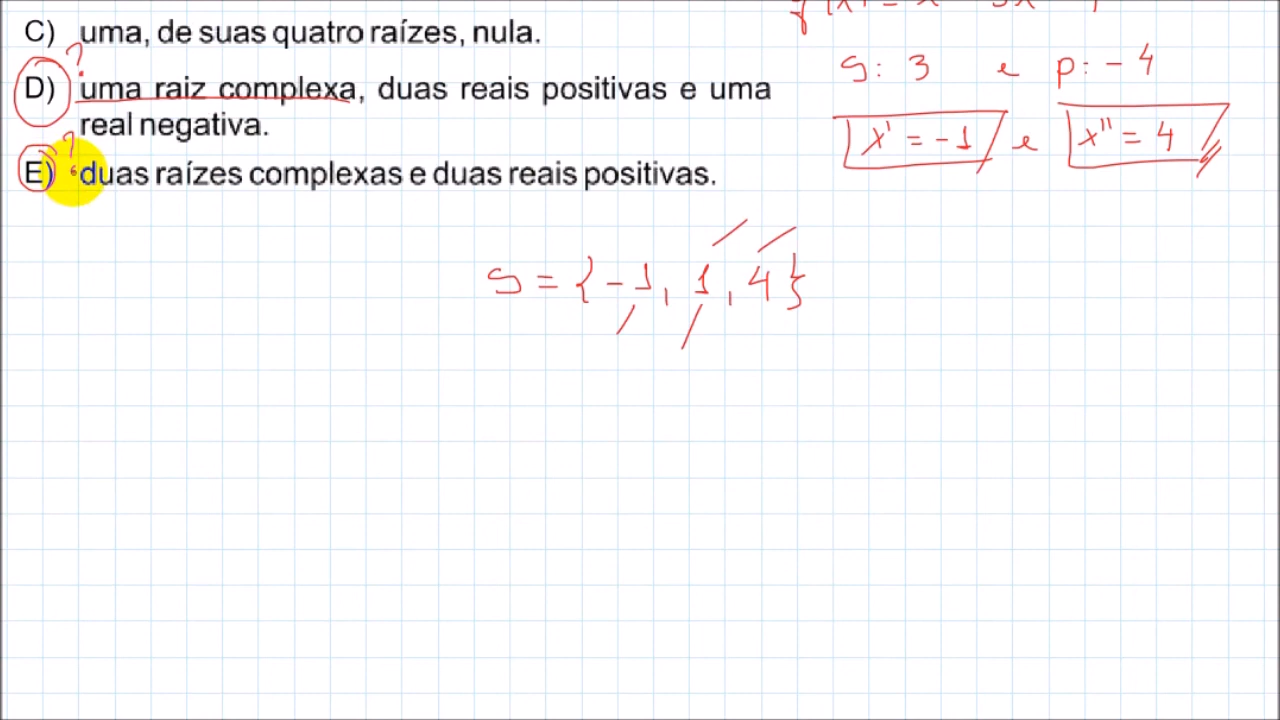 C) uma, de suas quatro raízes, nula.
D) uma raiz complexa, duas reais positivas e uma
real negativa.
E) duas raízes complexas e duas reais positivas.
?
?
S: 3 e p: - 4
x' = -1 e x" = 4
S = { -1, 1, 4 }